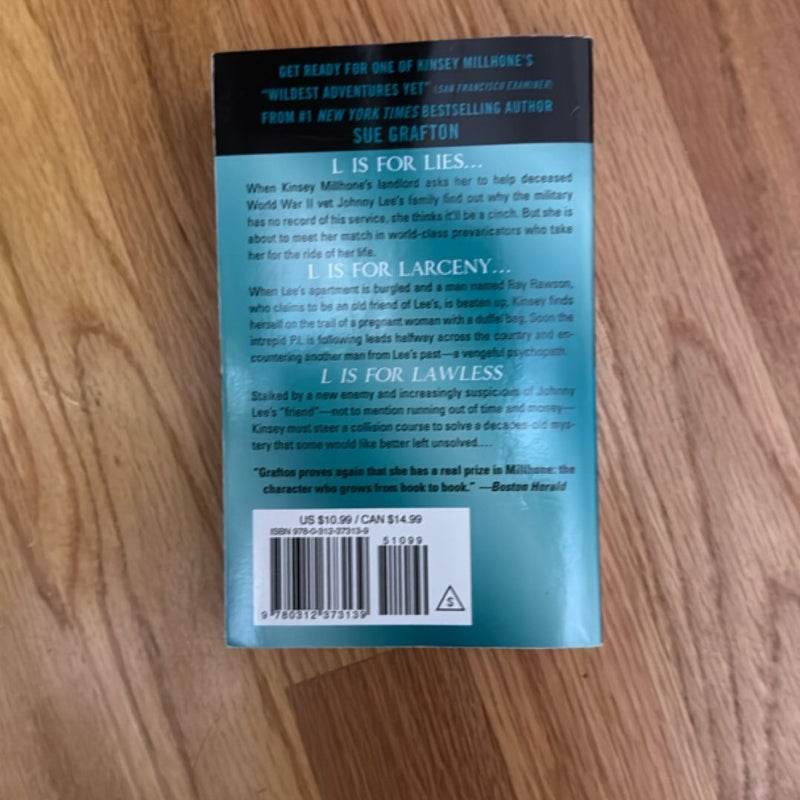 GET READY FOR ONE OF KINSEY MILLHONE'S
"WILDEST ADVENTURES YET" (SAN FRANCISCO EXAMINER)
FROM #1 NEW YORK TIMES BESTSELLING AUTHOR
SUE GRAFTON
L IS FOR LIES...
When Kinsey Millhone's landlord asks her to help deceased
World War II vet Johnny Lee's family find out why the military
has no record of his service, she thinks it'll be a cinch. But she is
about to meet her match in world-class prevaricators who take
her for the ride of her life.
L IS FOR LARCENY...
When Lee's apartment is burgled and a man named Ray Rawson,
who claims to be an old friend of Lee's, is beaten up, Kinsey finds
herself on the trail of a pregnant woman with a duffel bag. Soon the
intrepid P.I. is following leads halfway across the country and en-
countering another man from Lee's past—a vengeful psychopath.
L IS FOR LAWLESS
Stalked by a new enemy and increasingly suspicious of Johnny
Lee's "friend"—not to mention running out of time and money—
Kinsey must steer a collision course to solve a decades-old mys-
tery that some would like better left unsolved....
"Grafton proves again that she has a real prize in Millhone: the
character who grows from book to book." —Boston Herald
US $10.99 / CAN $14.99
ISBN 978-0-312-37313-9
51099
9 780312 373139
S